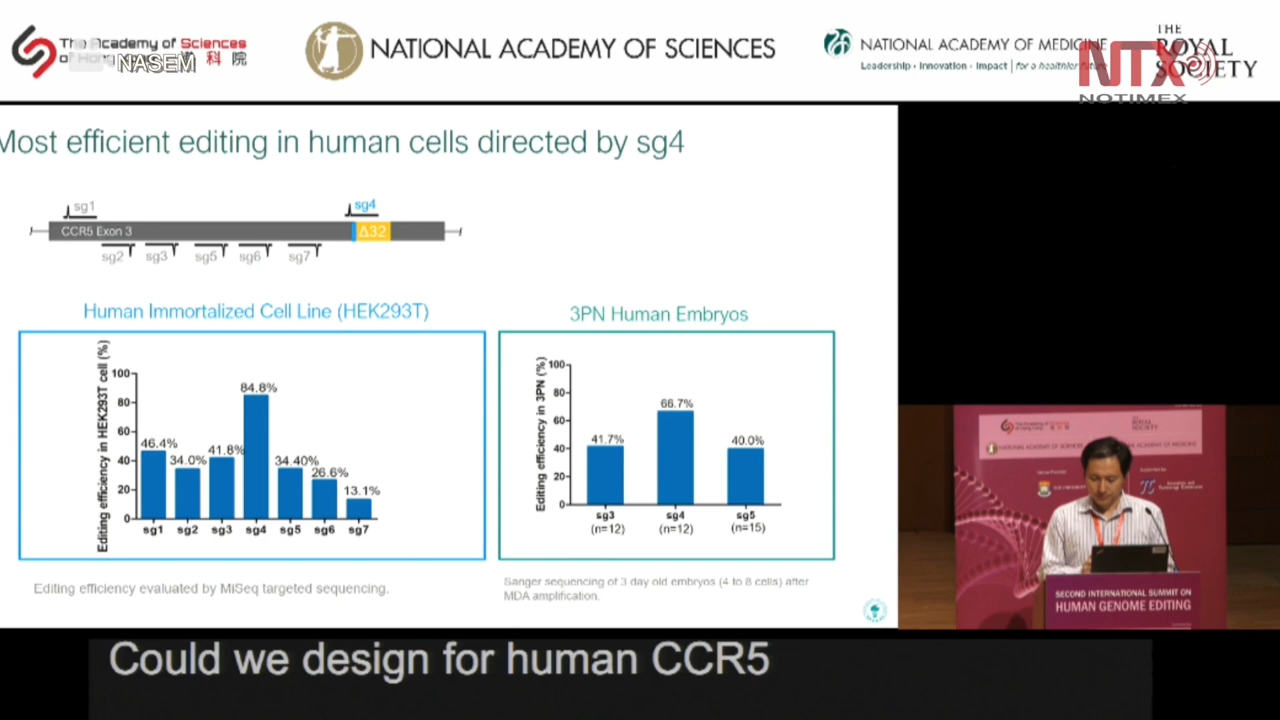 The Academy of Sciences
of Hong
科 院
NASEM
NATIONAL ACADEMY OF SCIENCES
NATIONAL ACADEMY OF MEDICINE
Leadership • Innovation • Impact | for a healthier future
THE
ROYAL
SOCIETY
NTX
NOTIMEX
Most efficient editing in human cells directed by sg4
sg1
sg4
CCR5 Exon 3
Δ32
sg2
sg3
sg5
sg6
sg7
Human Immortalized Cell Line (HEK293T)
Editing efficiency in HEK293T cell (%)
100
80
60
40
20
0
46.4%
34.0%
41.8%
84.8%
34.40%
26.6%
13.1%
sg1 sg2 sg3 sg4 sg5 sg6 sg7
Editing efficiency evaluated by MiSeq targeted sequencing.
3PN Human Embryos
Editing efficiency in 3PN (%)
100
80
60
40
20
0
41.7%
66.7%
40.0%
sg3 sg4 sg5
(n=12) (n=12) (n=15)
Sanger sequencing of 3 day old embryos (4 to 8 cells) after
MDA amplification.
NATIONAL ACADEMY OF SCIENCES
ACADEMY OF MEDICINE
SECOND INTERNATIONAL SUMMIT ON
HUMAN GENOME EDITING
Could we design for human CCR5